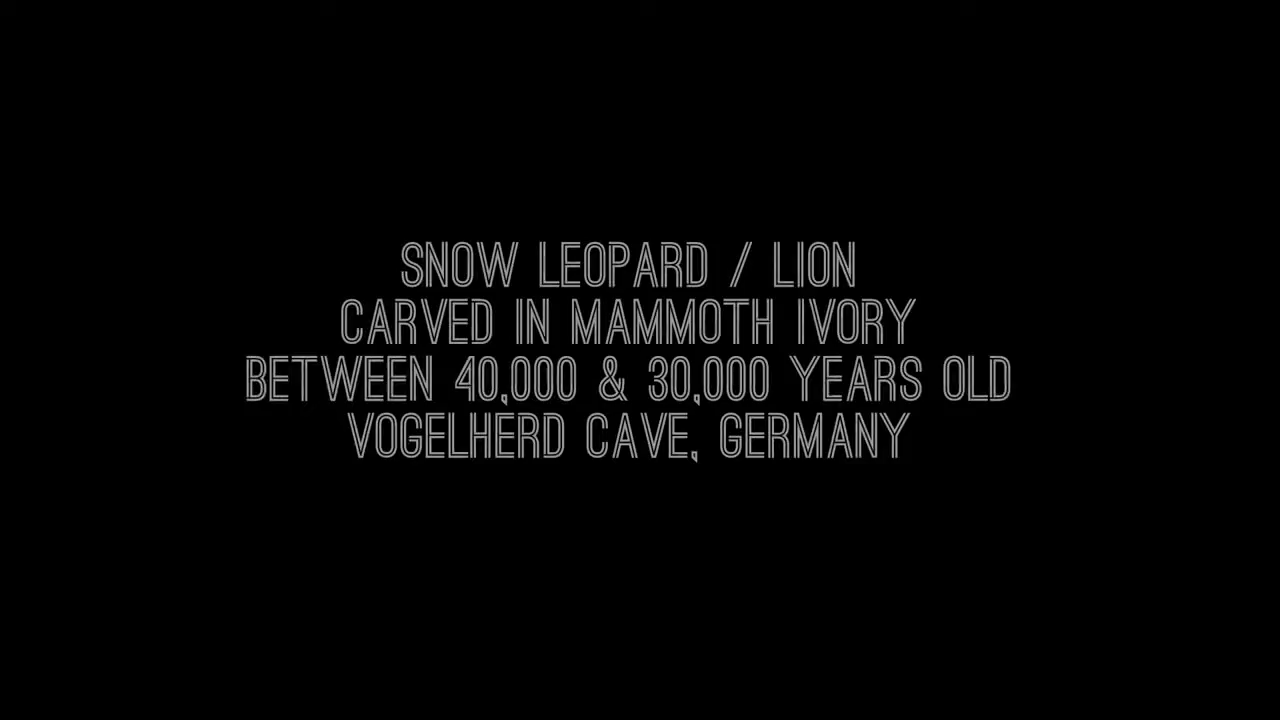 SNOW LEOPARD / LION
CARVED IN MAMMOTH IVORY
BETWEEN 40,000 & 30,000 YEARS OLD
VOGELHERD CAVE, GERMANY